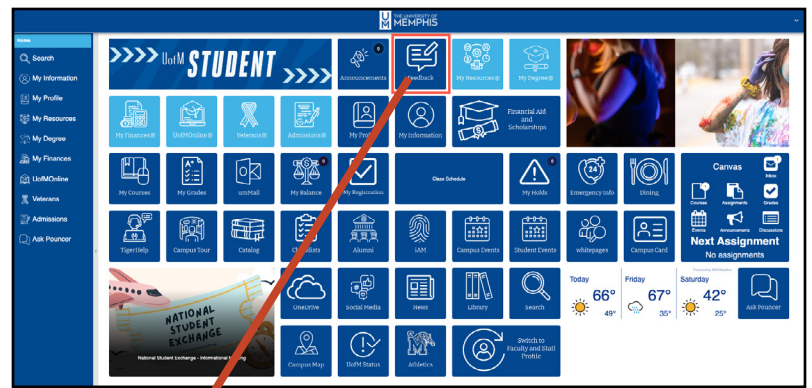 THE UNIVERSITY OF
MEMPHIS
Home
Search
My Information
My Profile
My Resources
My Degree
My Finances
UofMOnline
Veterans
Admissions
Ask Pouncer
>>>> UofM STUDENT >>>>
0
Announcements
Feedback
My Resources
My Degree
My Finances
UofMOnline
Veterans
Admissions
My Profile
My Information
Financial Aid
and
Scholarships
My Courses
A+
My Grades
umMail
0
My Balance
My Registration
Class Schedule
0
My Holds
24
Emergency Info
Dining
Canvas
Inbox
Courses
Assignments
Grades
Events
Announcements
Discussions
Next Assignment
No assignments
TigerHelp
Campus Tour
Catalog
Checklists
Alumni
iAM
Campus Events
Student Events
whitepages
Campus Card
NATIONAL
STUDENT
EXCHANGE
National Student Exchange - Informational
OneDrive
Social Media
News
Library
Search
Today
66°
49°
Friday
67°
35°
Saturday
42°
25°
Ask Pouncer
Campus Map
UofM Status
Athletics
Switch to
Faculty and Staff
Profile